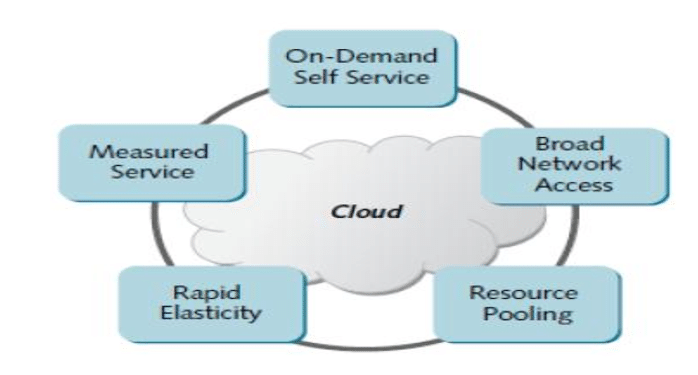 On-Demand
Self Service
Measured
Service
Broad
Network
Access
Cloud
Rapid
Elasticity
Resource
Pooling